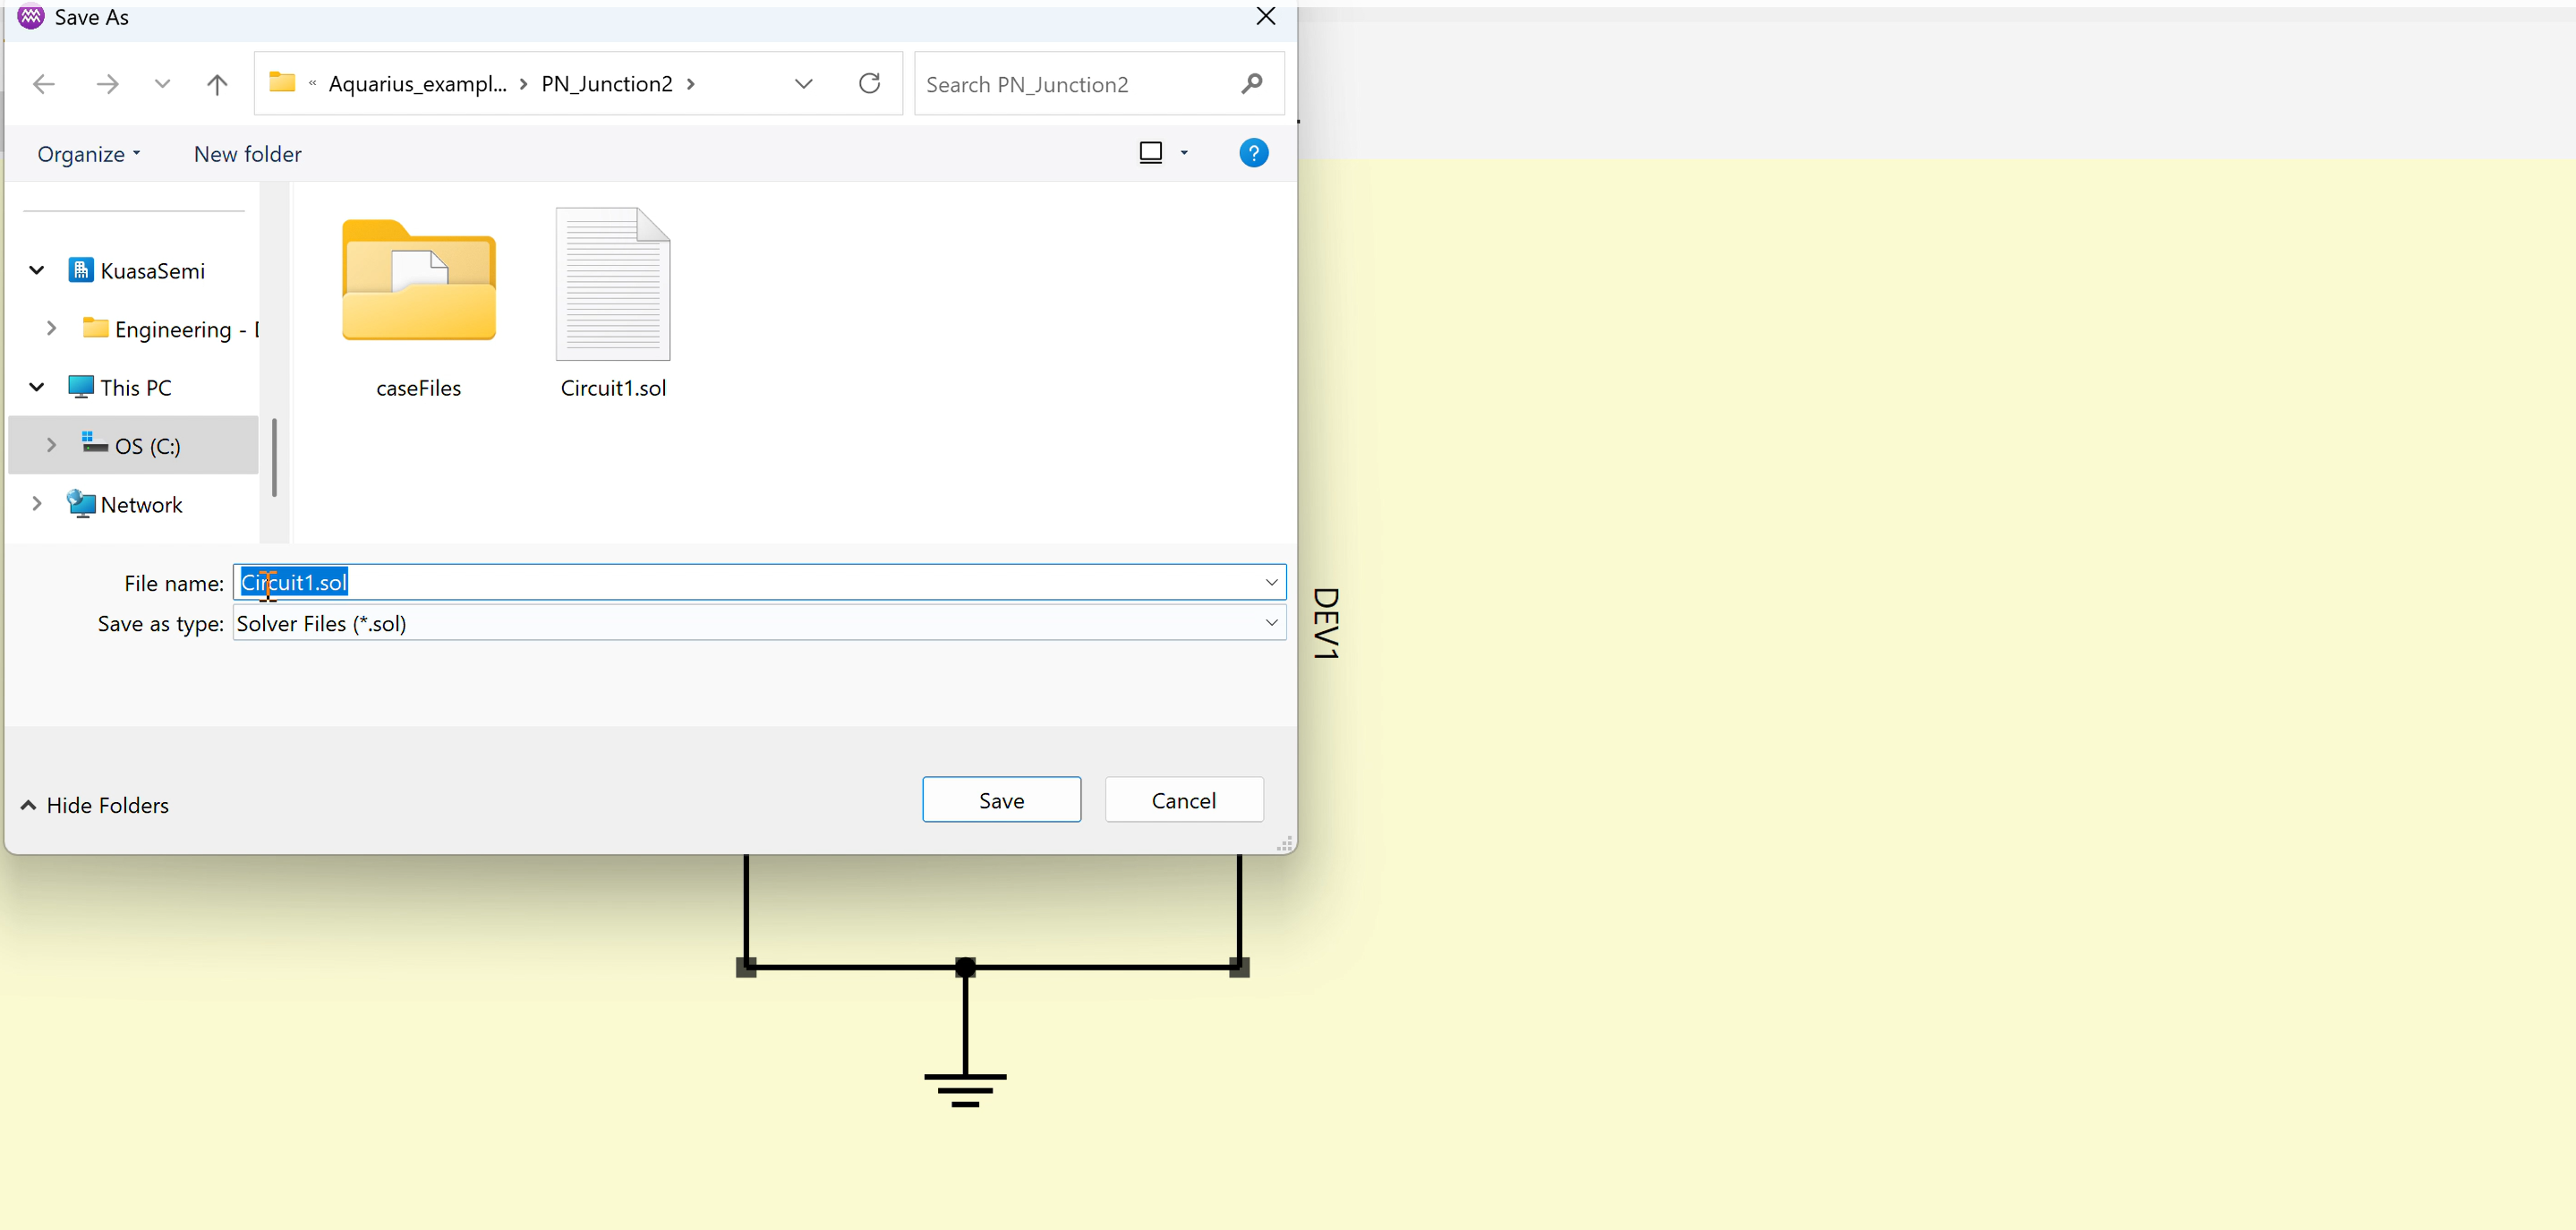 Save As
« Aquarius_exampl... › PN_Junction2 ›
Search PN_Junction2
Organize
New folder
?
KuasaSemi
Engineering -
This PC
OS (C:)
Network
caseFiles
Circuit1.sol
File name: Circuit1.sol
Save as type: Solver Files (*.sol)
Hide Folders
Save
Cancel
DEV1